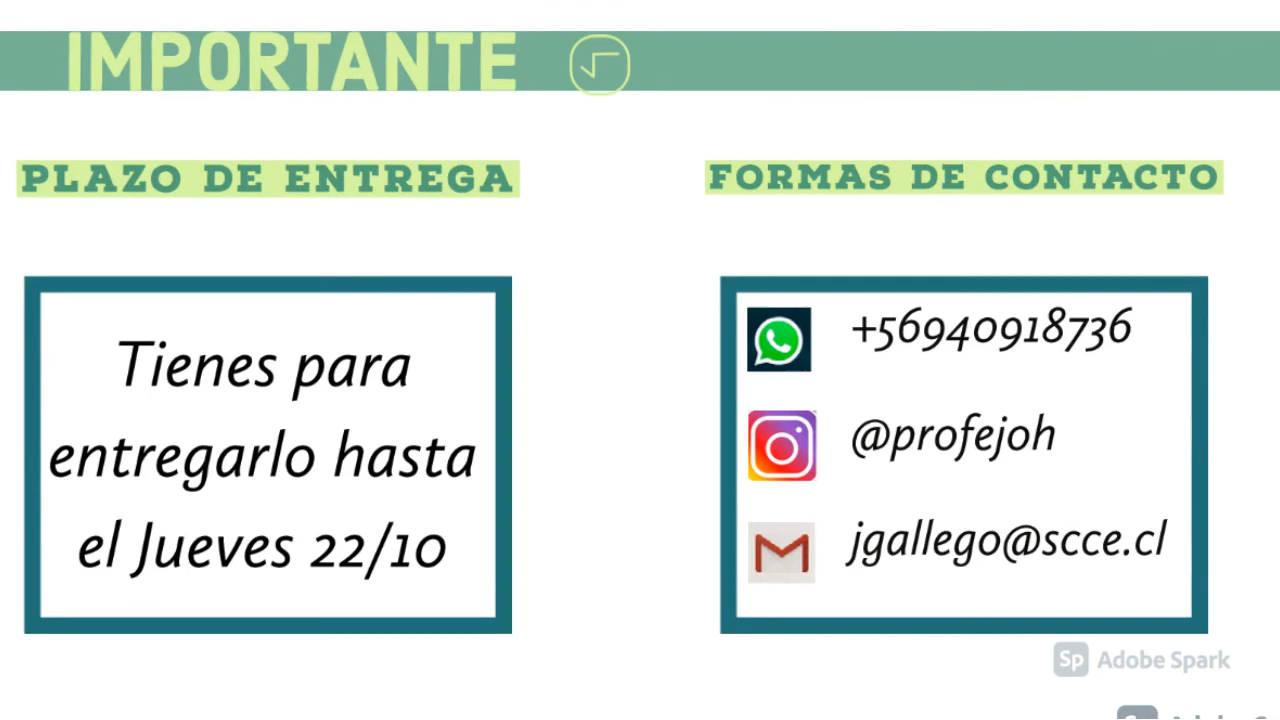 IMPORTANTE
PLAZO DE ENTREGA
Tienes para
entregarlo hasta
el Jueves 22/10
FORMAS DE CONTACTO
+56940918736
@profejoh
jgallego@scce.cl
Sp Adobe Spark